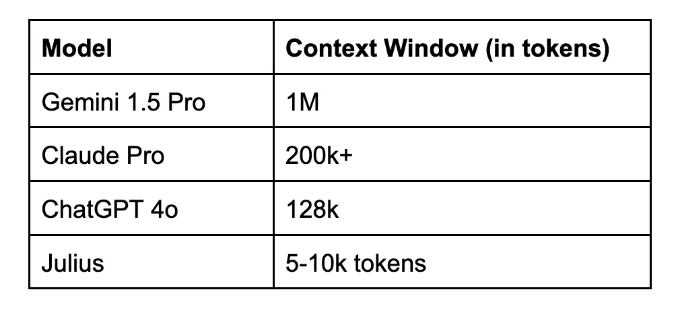 Model Context Window (in tokens)
Gemini 1.5 Pro 1M
Claude Pro 200k+
ChatGPT 4o 128k
Julius 5-10k tokens